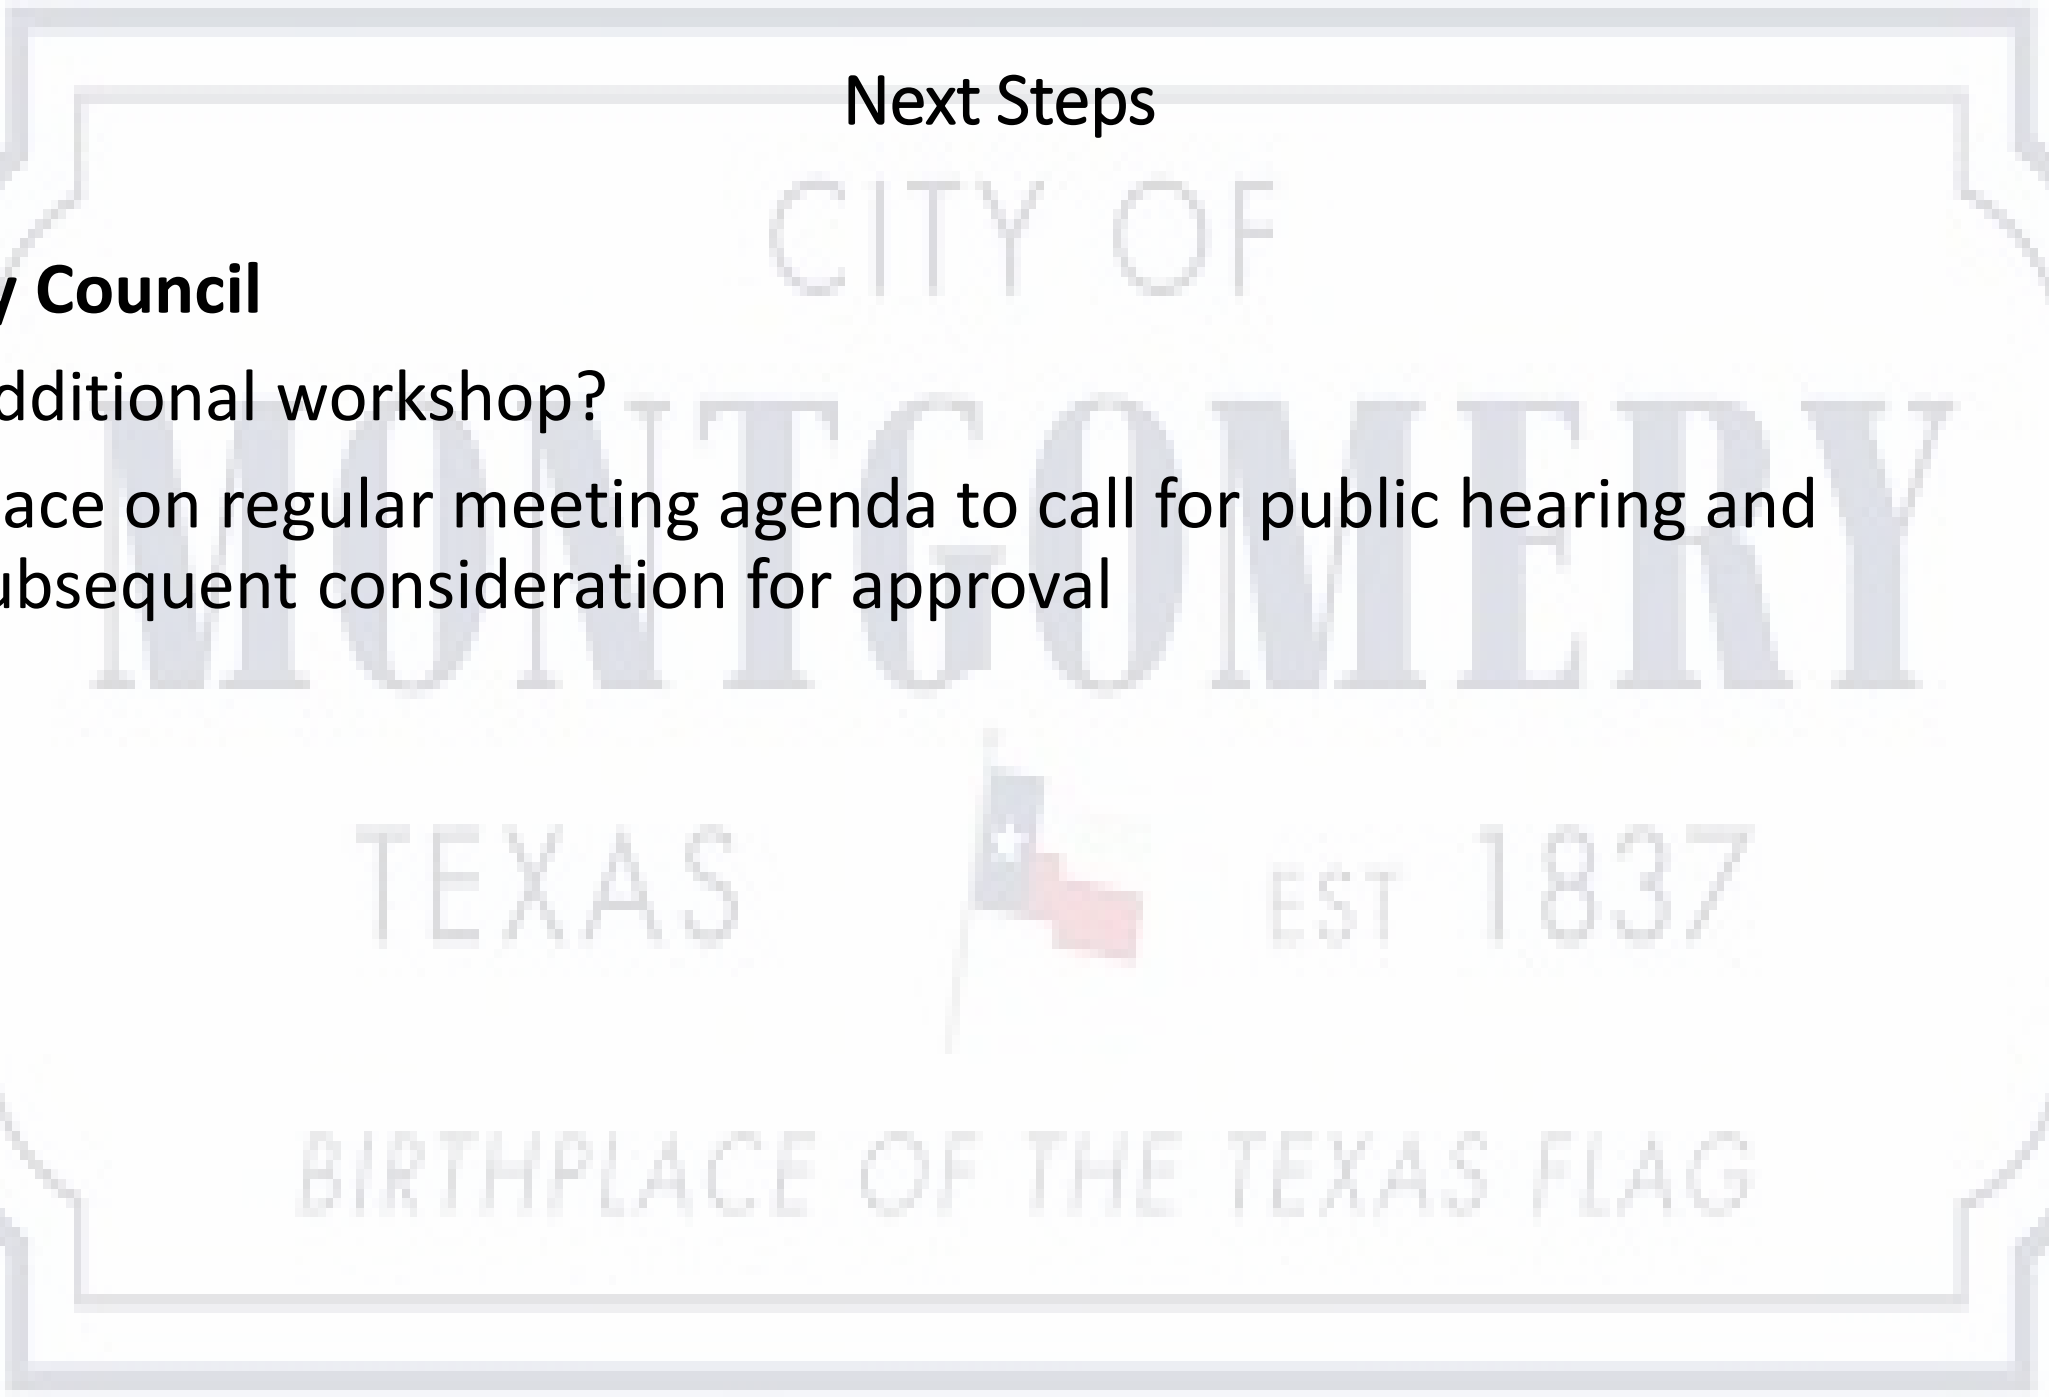 Next Steps
CITY OF
y Council
dditional workshop?
MONTGOMERY
ace on regular meeting agenda to call for public hearing and
ubsequent consideration for approval
TEXAS EST 1837
BIRTHPLACE OF THE TEXAS FLAG